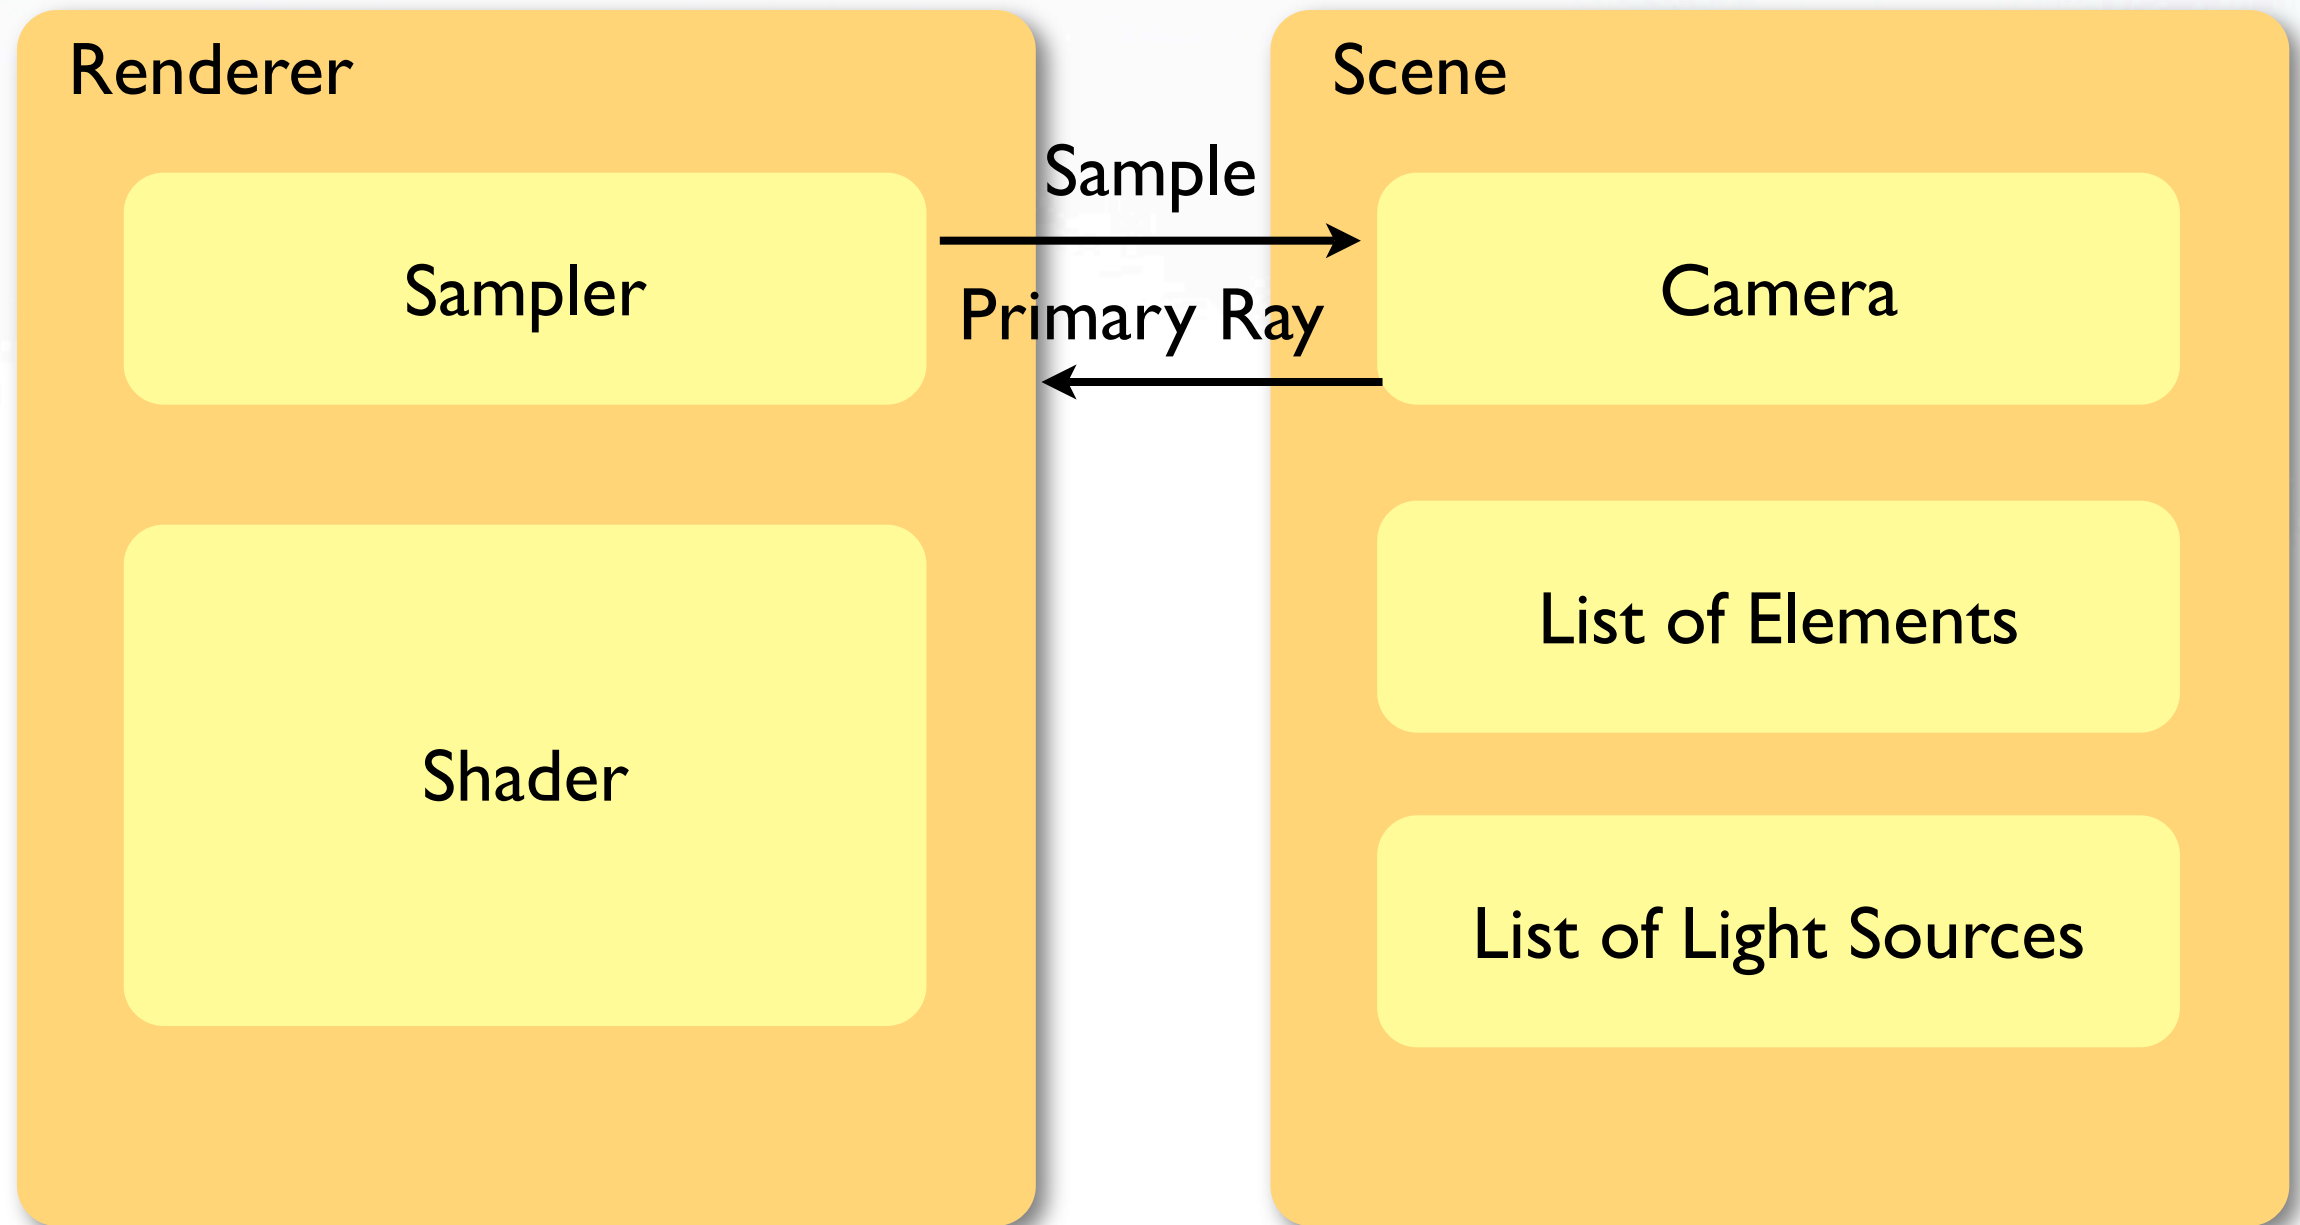 Renderer
Scene
Sample
Sampler
Camera
Primary Ray
List of Elements
Shader
List of Light Sources